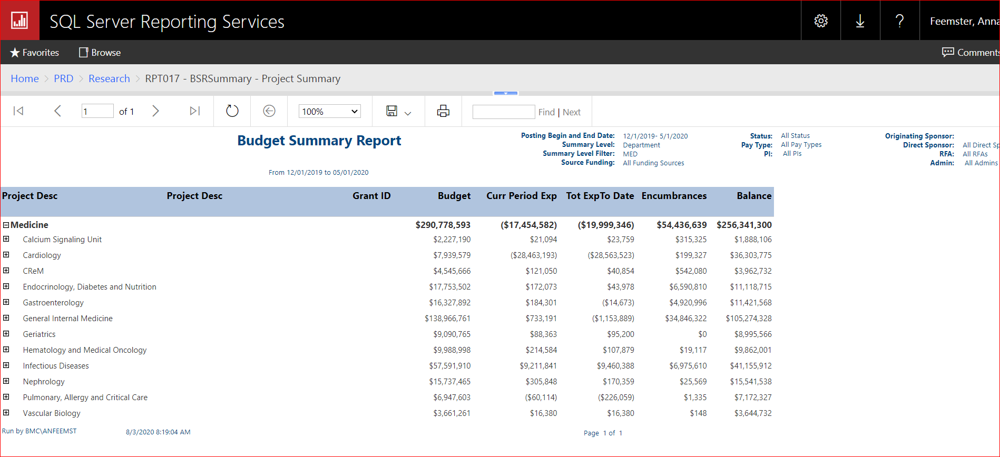 SQL Server Reporting Services
Feemster, Anna
Favorites Browse Comments
Home > PRD > Research > RPT017 - BSRSummary - Project Summary
1 of 1 100% Find | Next
Budget Summary Report
From 12/01/2019 to 05/01/2020
Posting Begin and End Date: 12/1/2019- 5/1/2020
Summary Level: Department
Summary Level Filter: MED
Source Funding: All Funding Sources
Status: All Status
Pay Type: All Pay Types
PI: All PIs
Originating Sponsor:
Direct Sponsor: All Direct Sp
RFA: All RFAs
Admin: All Admins
Project Desc Project Desc Grant ID Budget Curr Period Exp Tot ExpTo Date Encumbrances Balance
Medicine $290,778,593 ($17,454,582) ($19,999,346) $54,436,639 $256,341,300
Calcium Signaling Unit $2,227,190 $21,094 $23,759 $315,325 $1,888,106
Cardiology $7,939,579 ($28,463,193) ($28,563,523) $199,327 $36,303,775
CReM $4,545,666 $121,050 $40,854 $542,080 $3,962,732
Endocrinology, Diabetes and Nutrition $17,753,502 $172,073 $43,978 $6,590,810 $11,118,715
Gastroenterology $16,327,892 $184,301 ($14,673) $4,920,996 $11,421,568
General Internal Medicine $138,966,761 $733,191 ($1,153,889) $34,846,322 $105,274,328
Geriatrics $9,090,765 $88,363 $95,200 $0 $8,995,566
Hematology and Medical Oncology $9,988,998 $214,584 $107,879 $19,117 $9,862,001
Infectious Diseases $57,591,910 $9,211,841 $9,460,388 $6,975,610 $41,155,912
Nephrology $15,737,465 $305,848 $170,359 $25,569 $15,541,538
Pulmonary, Allergy and Critical Care $6,947,603 ($60,114) ($226,059) $1,335 $7,172,327
Vascular Biology $3,661,261 $16,380 $16,380 $148 $3,644,732
Run by BMC\ANFEEMST 8/3/2020 8:19:04 AM Page 1 of 1